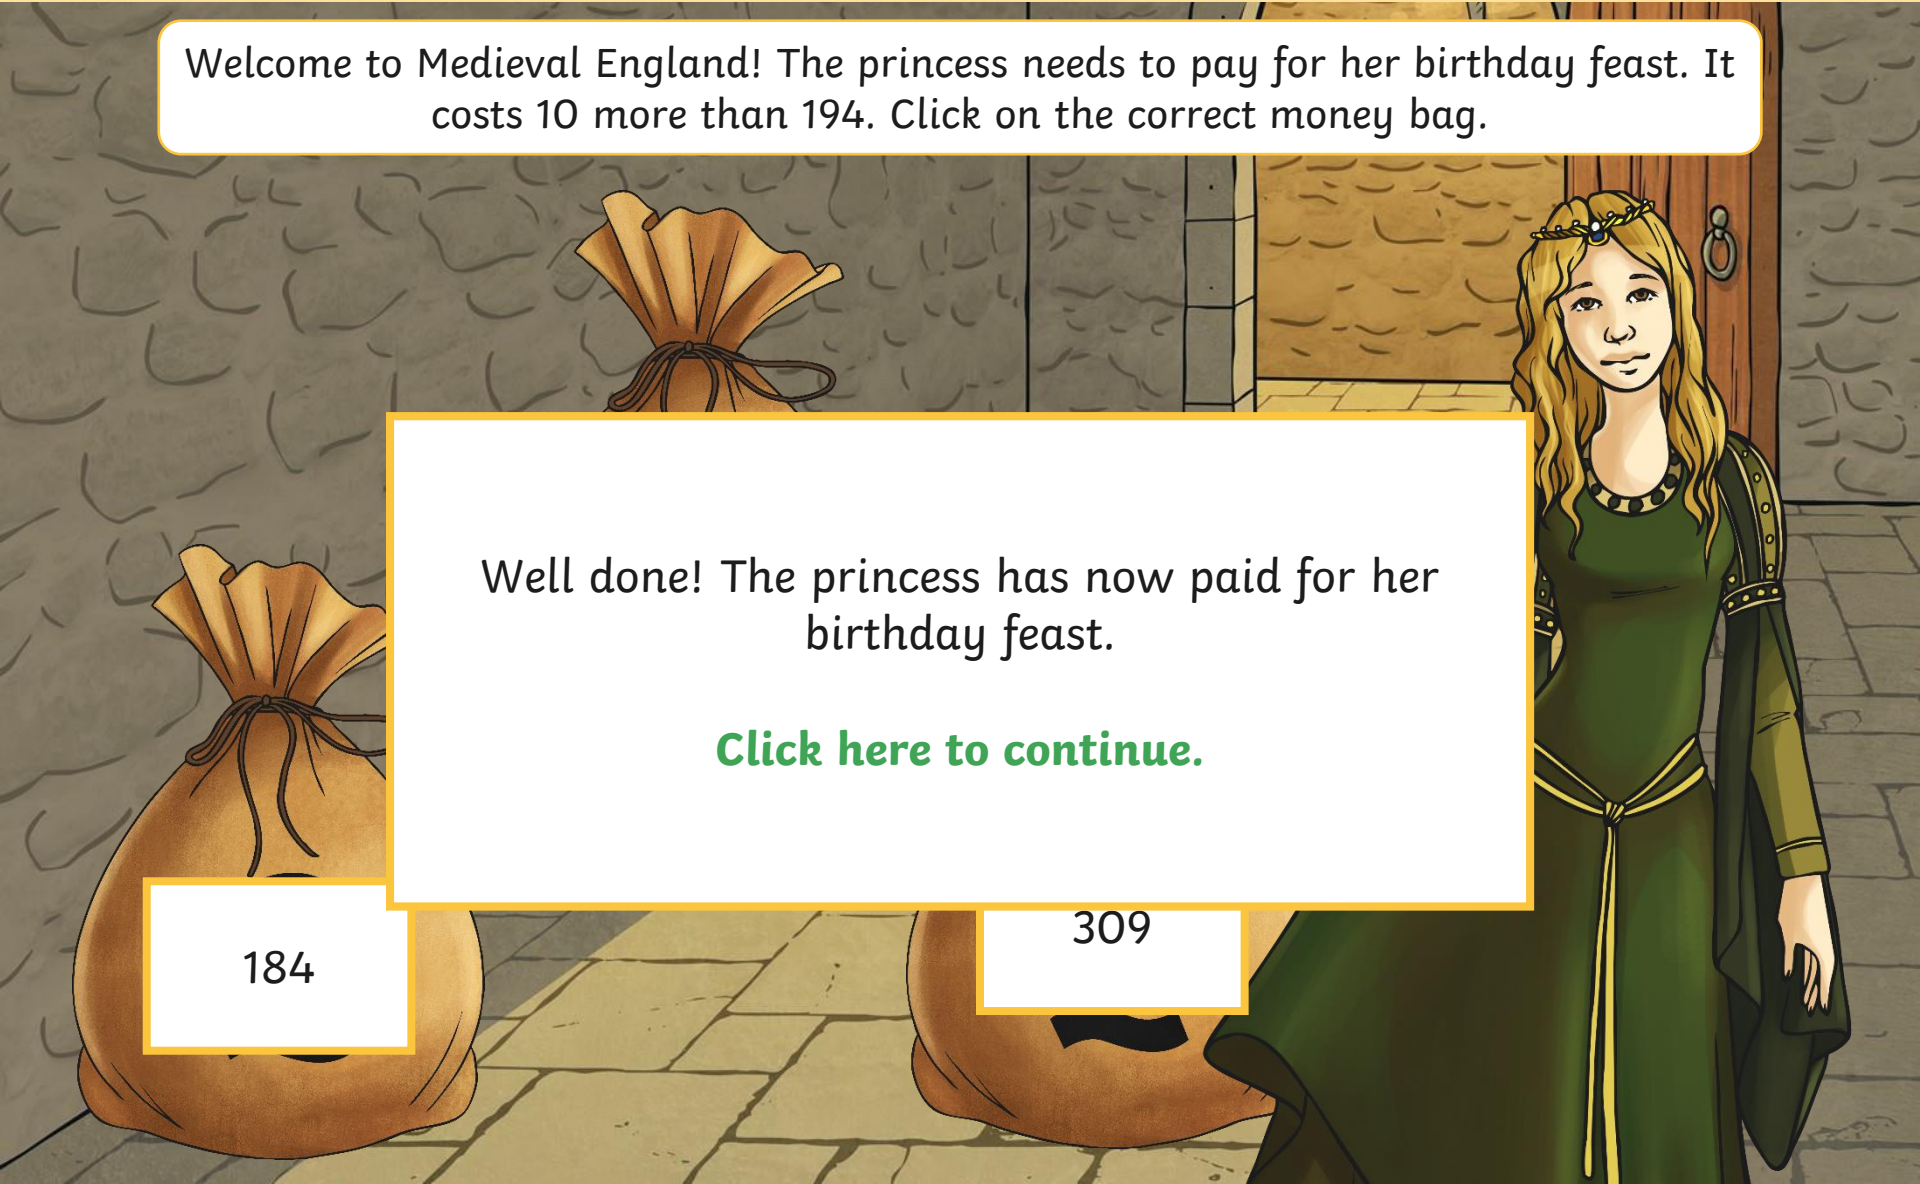 Welcome to Medieval England! The princess needs to pay for her birthday feast. It
costs 10 more than 194. Click on the correct money bag.
Well done! The princess has now paid for her
birthday feast.
Click here to continue.
309
184